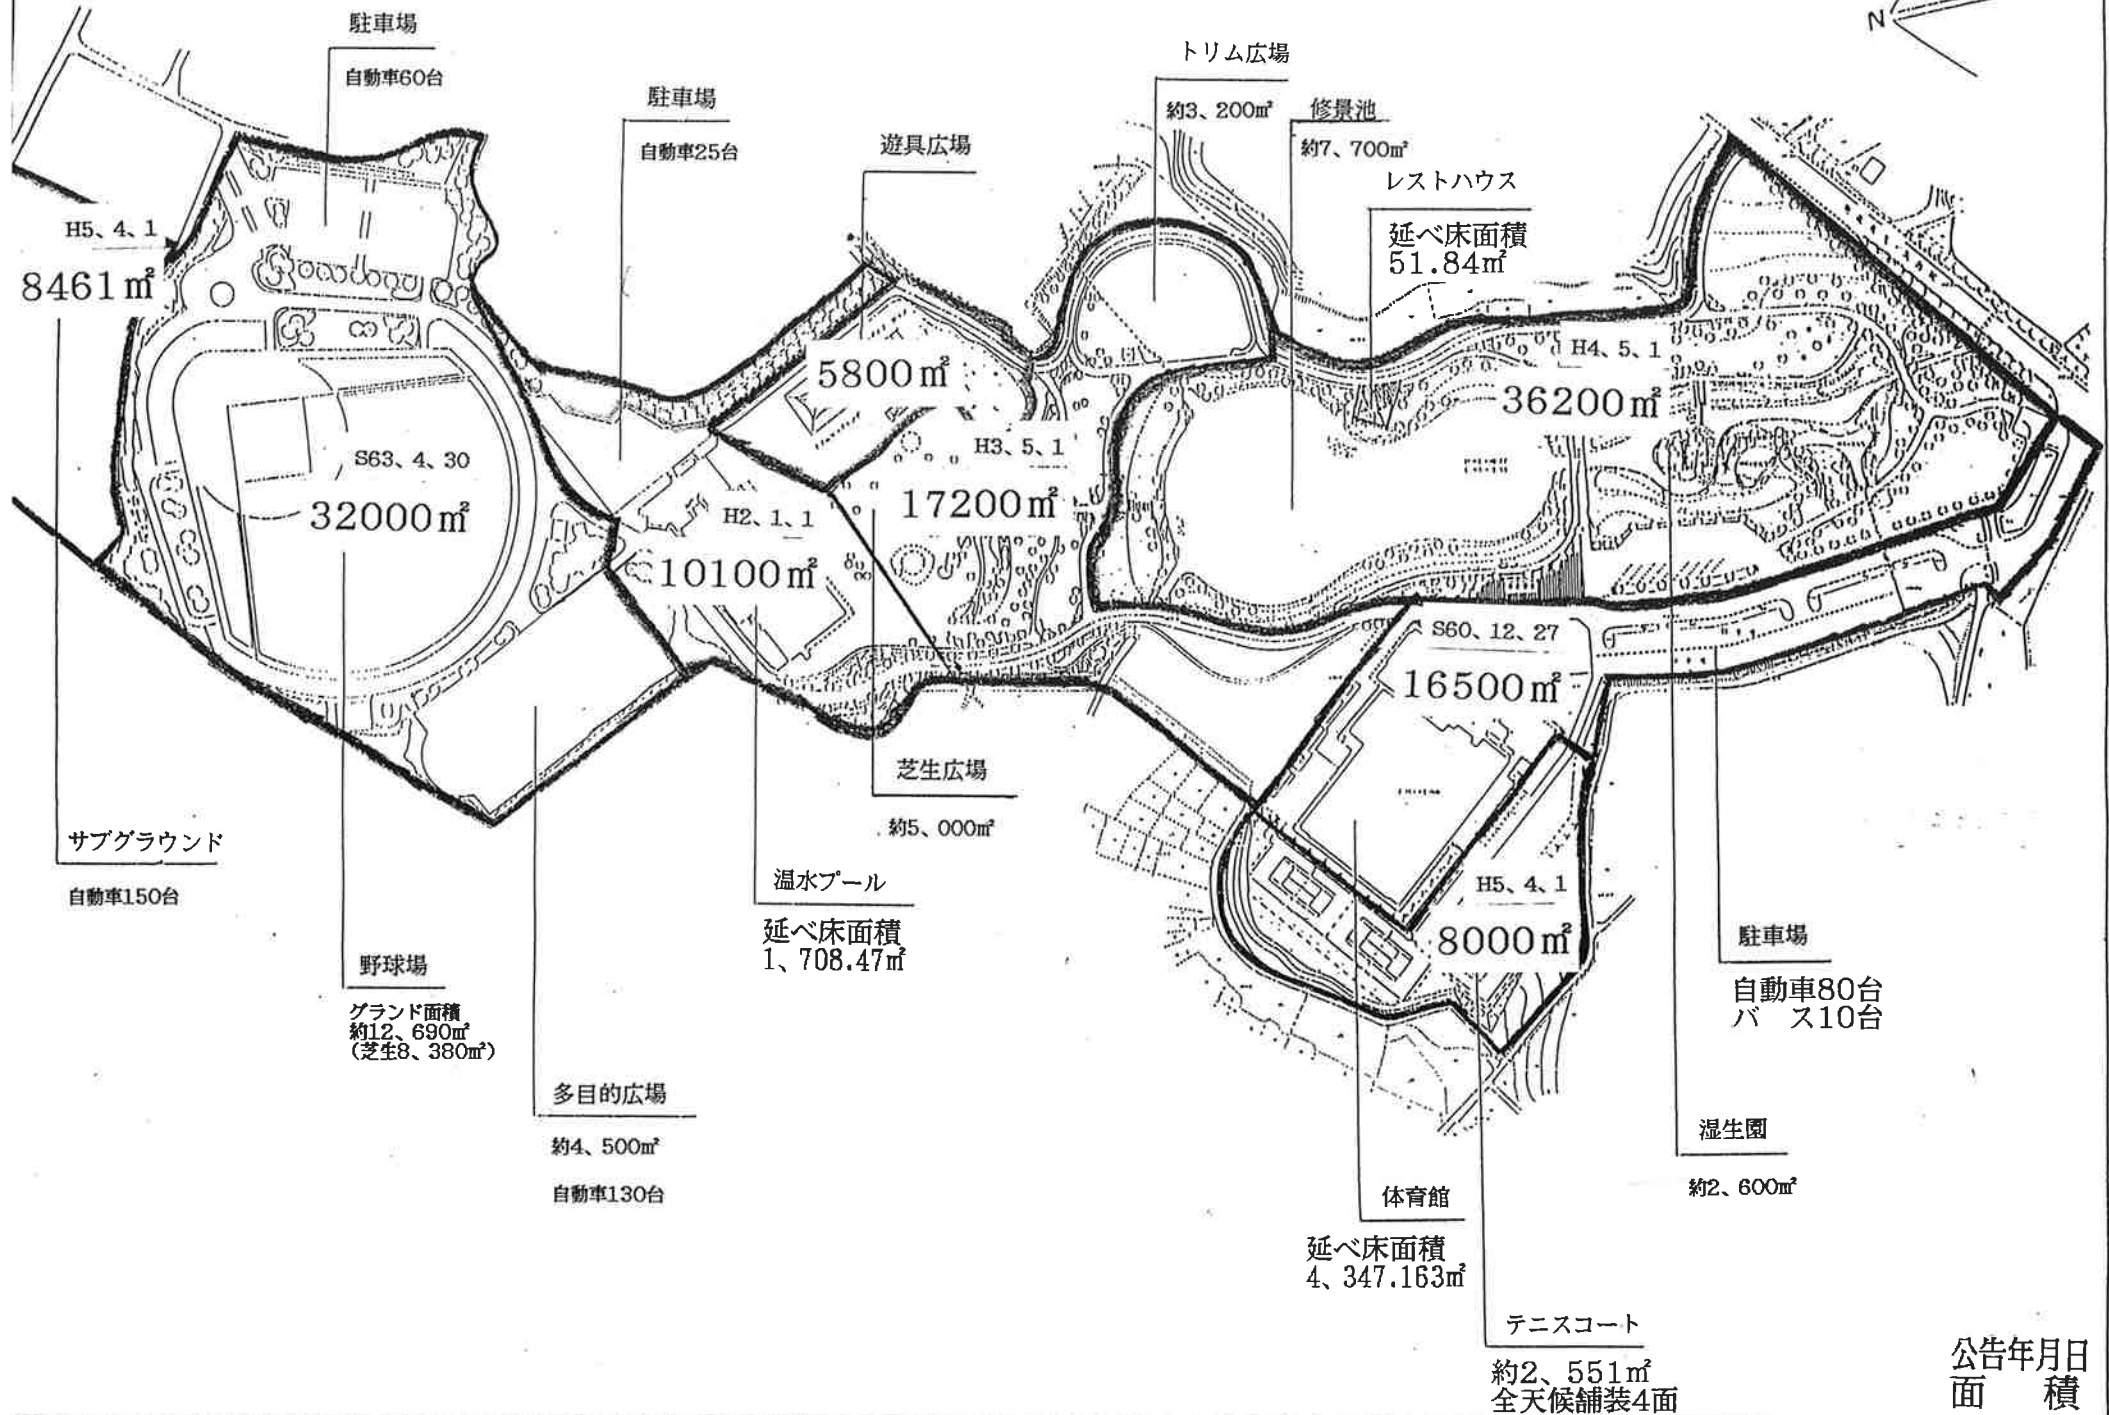 N
駐車場
自動車60台
駐車場
自動車25台
遊具広場
トリム広場
約3、200㎡
修景池
約7、700㎡
レストハウス
延べ床面積
51.84㎡
H5、4、1
8461㎡
5800㎡
H4、5、1
36200㎡
S63、4、30
32000㎡
H3、5、1
17200㎡
H2、1、1
10100㎡
S60、12、27
16500㎡
H5、4、1
8000㎡
サブグラウンド
自動車150台
野球場
グランド面積
約12、690㎡
(芝生8、380㎡)
多目的広場
約4、500㎡
自動車130台
温水プール
延べ床面積
1、708.47㎡
芝生広場
約5、000㎡
駐車場
自動車80台
バ　ス10台
湿生園
約2、600㎡
体育館
延べ床面積
4、347.163㎡
テニスコート
約2、551㎡
全天候舗装4面
公告年月日
面　積